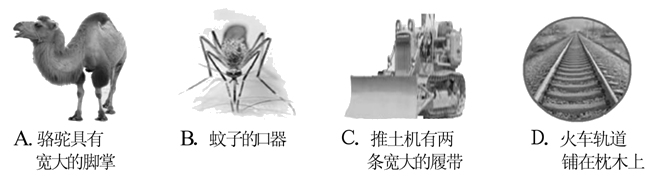 A. 骆驼具有
宽大的脚掌
B. 蚊子的口器
C. 推土机有两
条宽大的履带
D. 火车轨道
铺在枕木上